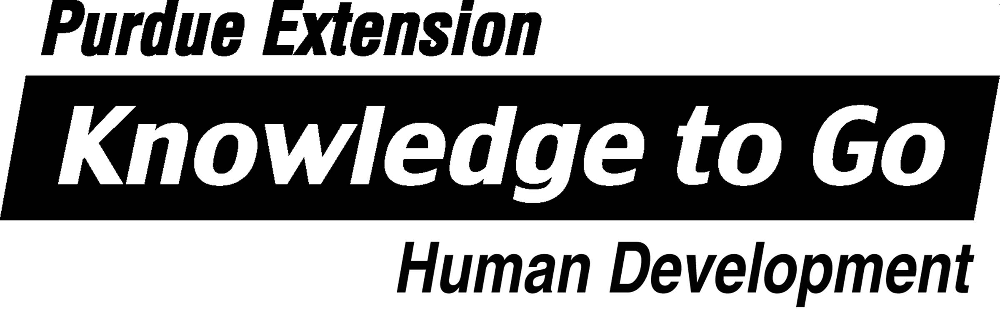 Purdue Extension
Knowledge to Go
Human Development